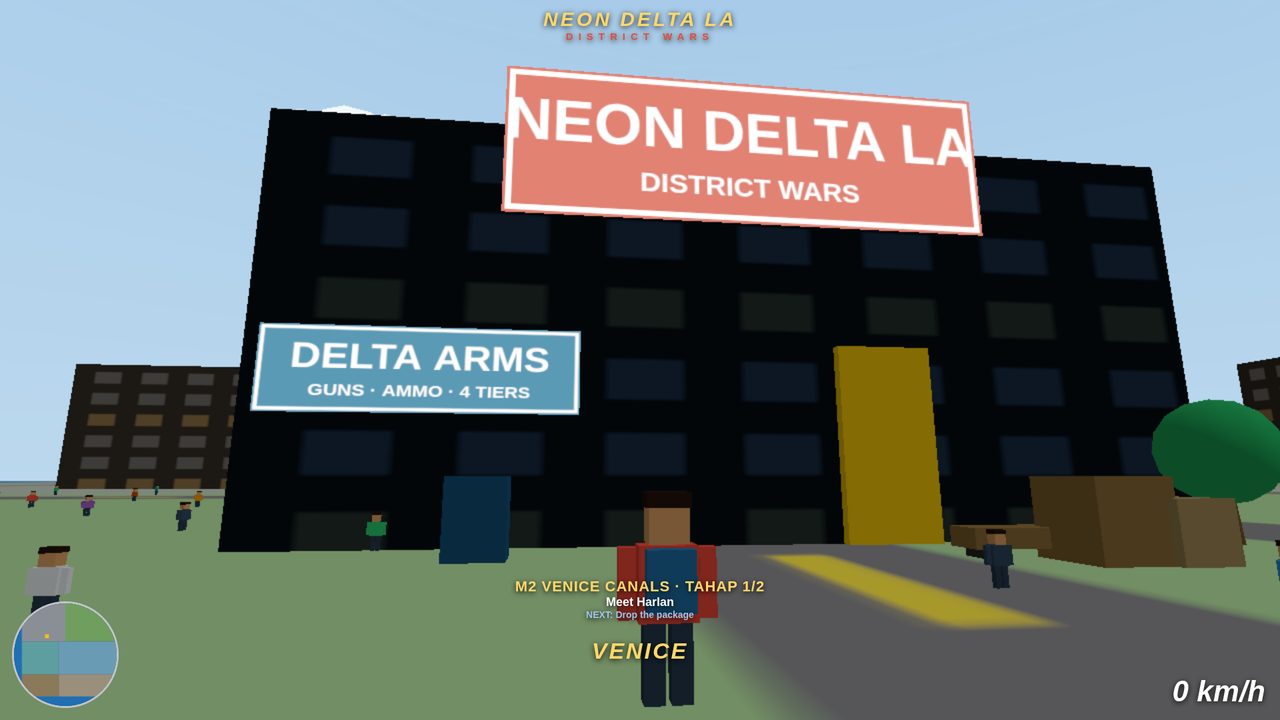 NEON DELTA LA
DISTRICT WARS
NEON DELTA LA
DISTRICT WARS
DELTA ARMS
GUNS · AMMO · 4 TIERS
M2 VENICE CANALS · TAHAP 1/2
Meet Harlan
NEXT: Drop the package
VENICE
0 km/h